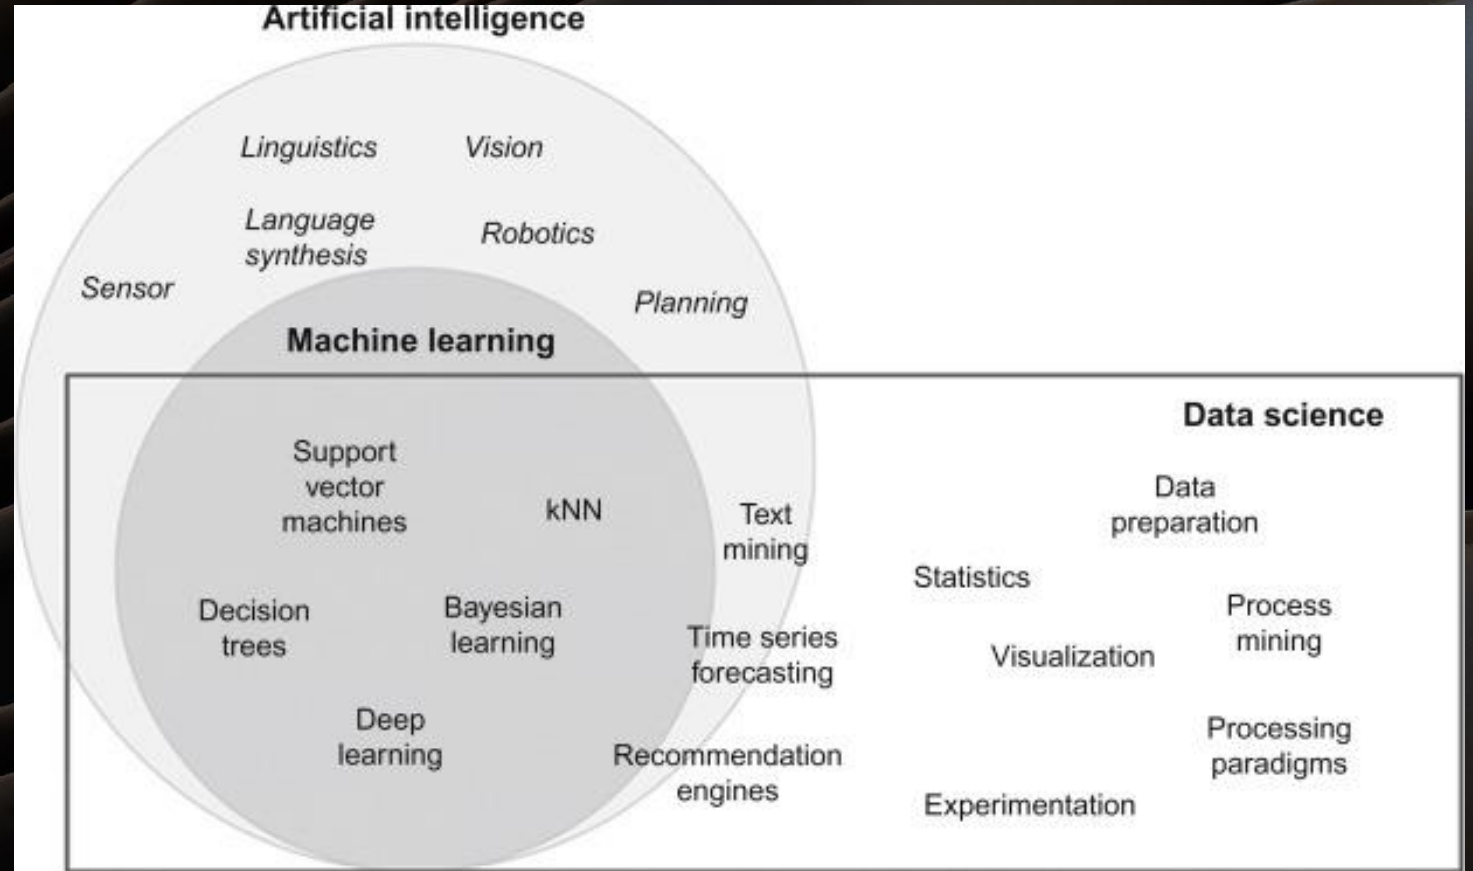 Artificial intelligence
Linguistics
Vision
Language
synthesis
Robotics
Sensor
Planning
Machine learning
Data science
Support
vector
machines
kNN
Text
mining
Data
preparation
Statistics
Decision
trees
Bayesian
learning
Time series
forecasting
Visualization
Process
mining
Deep
learning
Recommendation
engines
Experimentation
Processing
paradigms